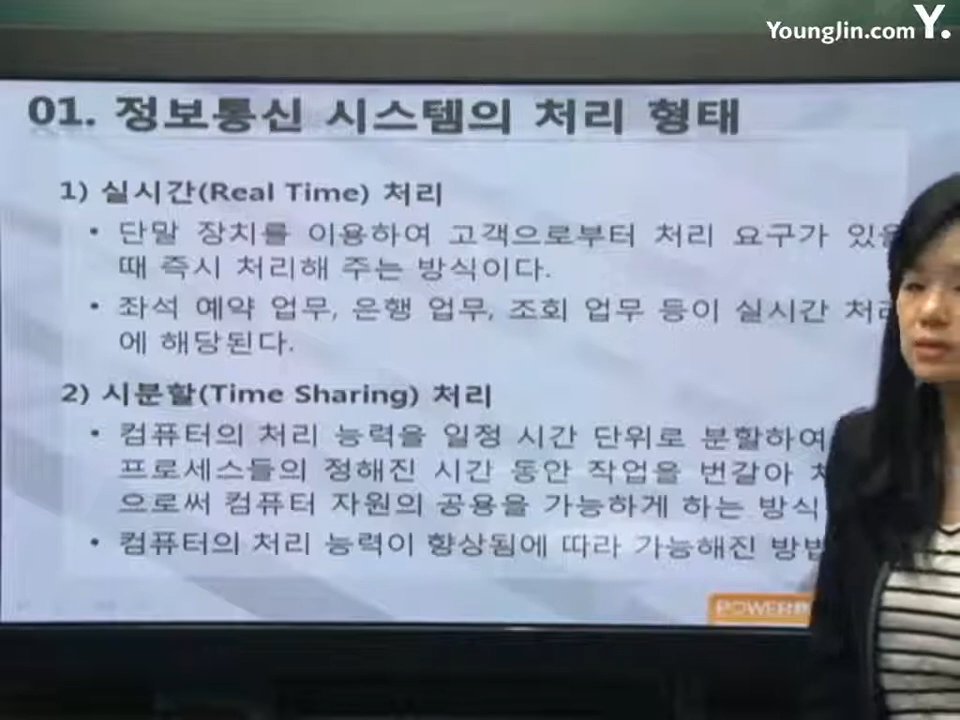 YoungJin.com Y.
01. 정보통신 시스템의 처리 형태
1) 실시간(Real Time) 처리
• 단말 장치를 이용하여 고객으로부터 처리 요구가
때 즉시 처리해 주는 방식이다.
• 좌석 예약 업무, 은행 업무, 조회 업무 등이 실시간
에 해당된다.
2) 시분할(Time Sharing) 처리
• 컴퓨터의 처리 능력을 일정 시간 단위로 분할하여
프로세스들의 정해진 시간 동안 작업을 번갈아
으로써 컴퓨터 자원의 공용을 가능하게 하는 방식
• 컴퓨터의 처리 능력이 향상됨에 따라 가능해진